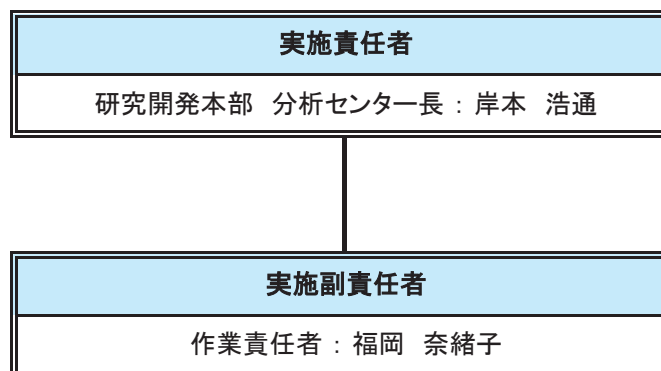 実施責任者
研究開発本部 分析センター長：岸本 浩通
実施副責任者
作業責任者：福岡 奈緒子